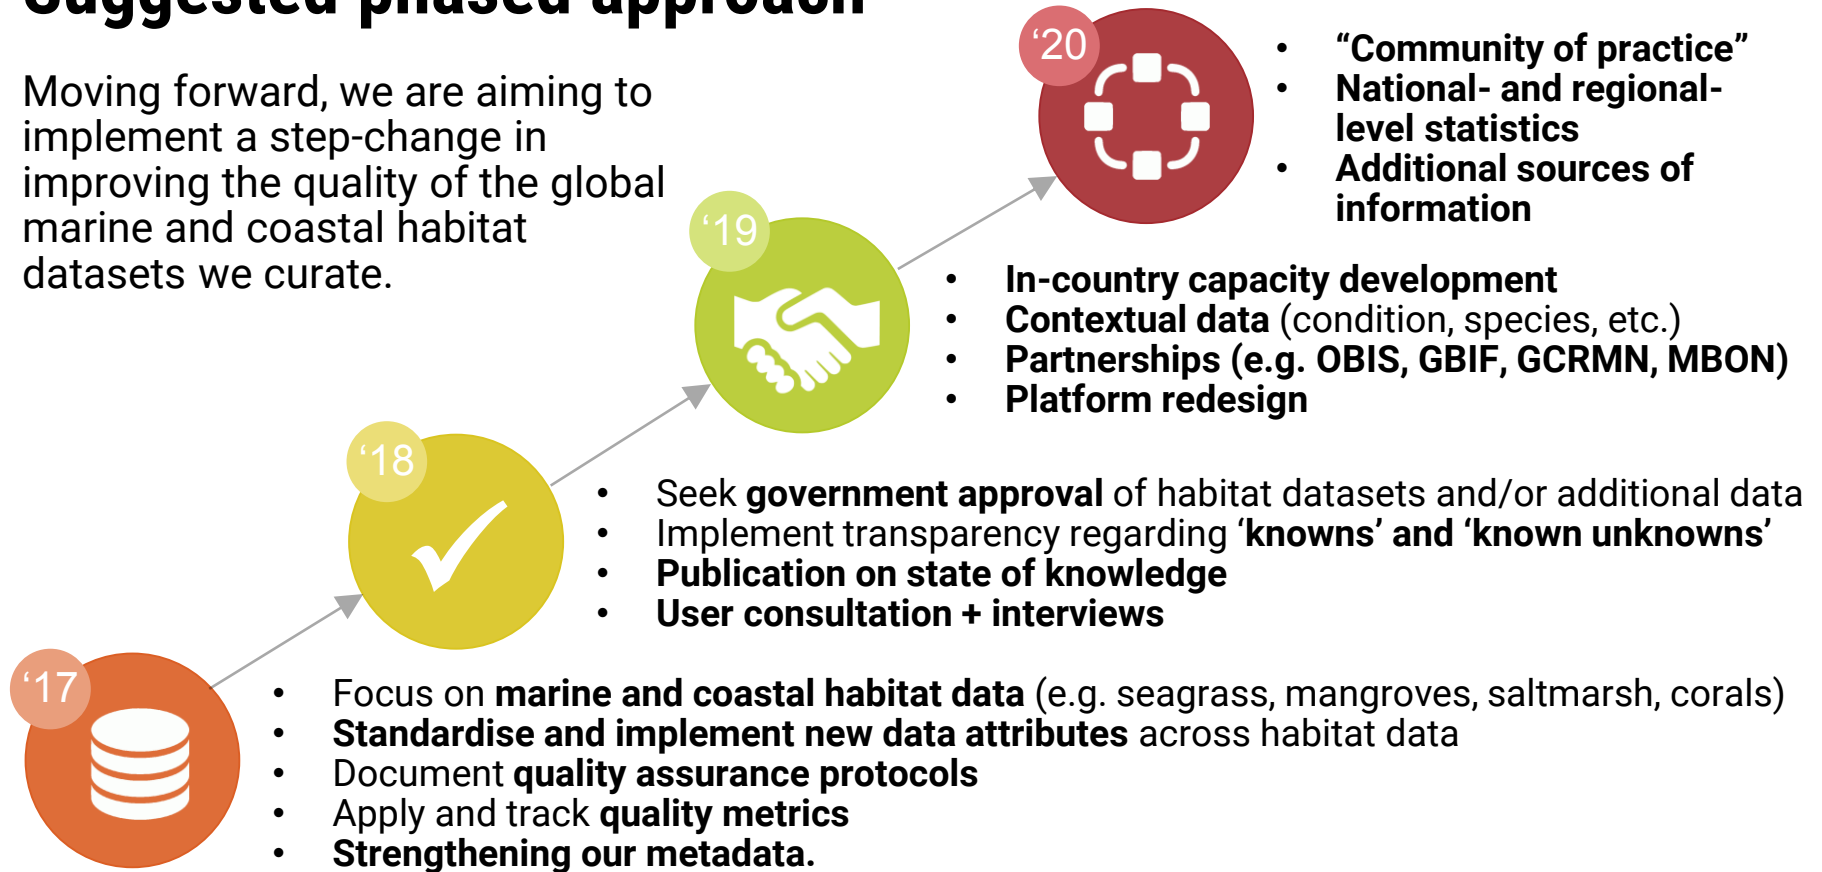 Suggested phased approach
Moving forward, we are aiming to
implement a step-change in
improving the quality of the global
marine and coastal habitat
datasets we curate.
‘20
• “Community of practice”
• National- and regional-
level statistics
• Additional sources of
information
‘19
• In-country capacity development
• Contextual data (condition, species, etc.)
• Partnerships (e.g. OBIS, GBIF, GCRMN, MBON)
• Platform redesign
‘18
• Seek government approval of habitat datasets and/or additional data
• Implement transparency regarding ‘knowns’ and ‘known unknowns’
• Publication on state of knowledge
• User consultation + interviews
‘17
• Focus on marine and coastal habitat data (e.g. seagrass, mangroves, saltmarsh, corals)
• Standardise and implement new data attributes across habitat data
• Document quality assurance protocols
• Apply and track quality metrics
• Strengthening our metadata.